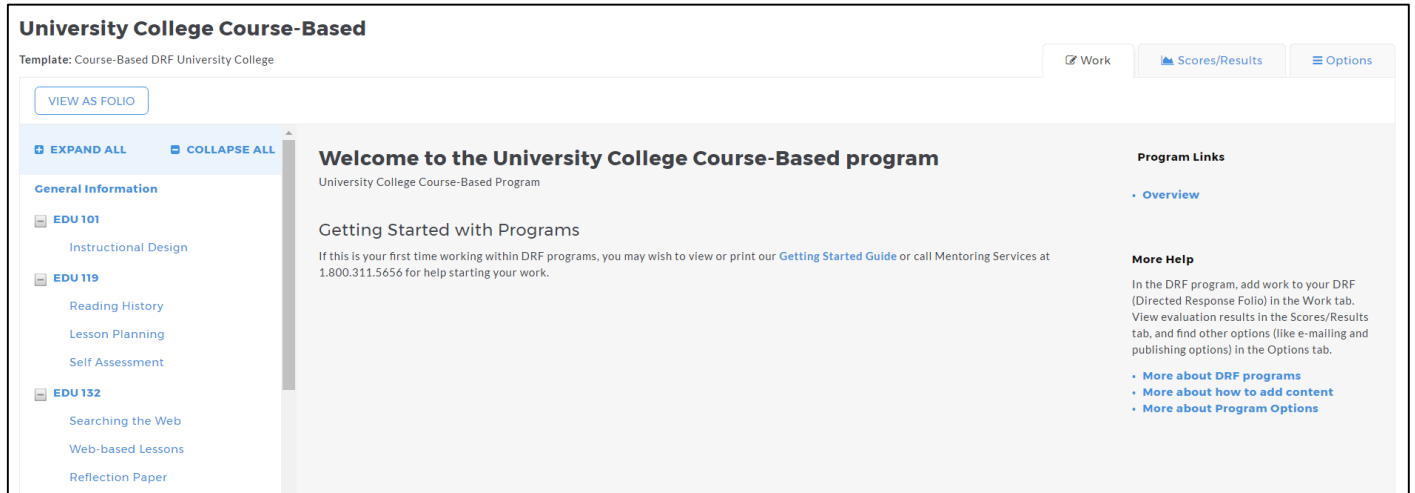 University College Course-Based
Template: Course-Based DRF University College
Work
Scores/Results
Options
VIEW AS FOLIO
EXPAND ALL
COLLAPSE ALL
General Information
EDU 101
Instructional Design
EDU 119
Reading History
Lesson Planning
Self Assessment
EDU 132
Searching the Web
Web-based Lessons
Reflection Paper
Welcome to the University College Course-Based program
University College Course-Based Program
Getting Started with Programs
If this is your first time working within DRF programs, you may wish to view or print our Getting Started Guide or call Mentoring Services at
1.800.311.5656 for help starting your work.
Program Links
• Overview
More Help
In the DRF program, add work to your DRF
(Directed Response Folio) in the Work tab.
View evaluation results in the Scores/Results
tab, and find other options (like e-mailing and
publishing options) in the Options tab.
• More about DRF programs
• More about how to add content
• More about Program Options